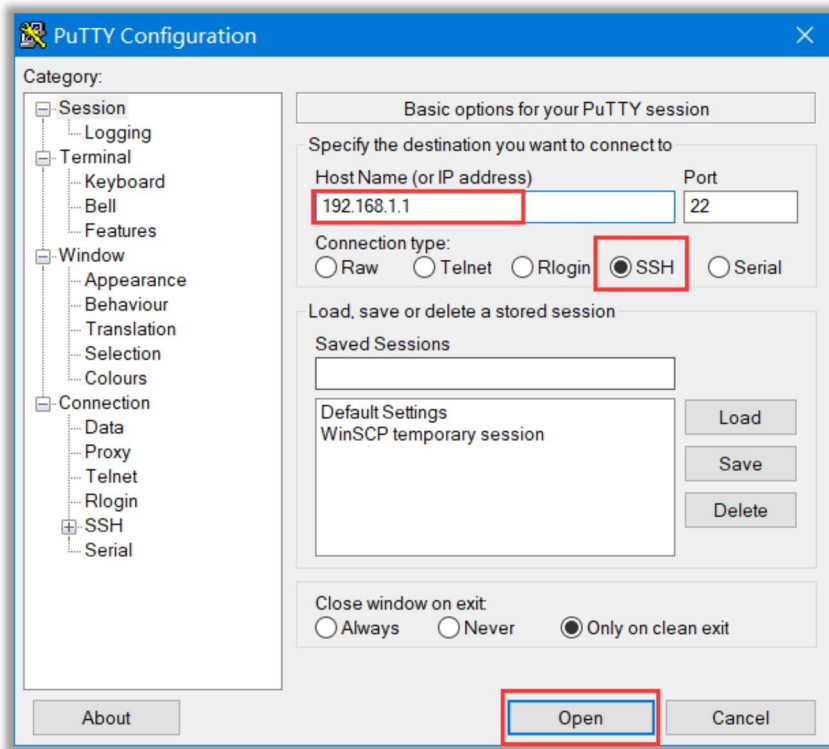 PuTTY Configuration
Category:
Session
Logging
Terminal
Keyboard
Bell
Features
Window
Appearance
Behaviour
Translation
Selection
Colours
Connection
Data
Proxy
Telnet
Rlogin
SSH
Serial
Basic options for your PuTTY session
Specify the destination you want to connect to
Host Name (or IP address) Port
192.168.1.1 22
Connection type:
Raw Telnet Rlogin SSH Serial
Load, save or delete a stored session
Saved Sessions
Default Settings
WinSCP temporary session
Load
Save
Delete
Close window on exit:
Always Never Only on clean exit
About Open Cancel